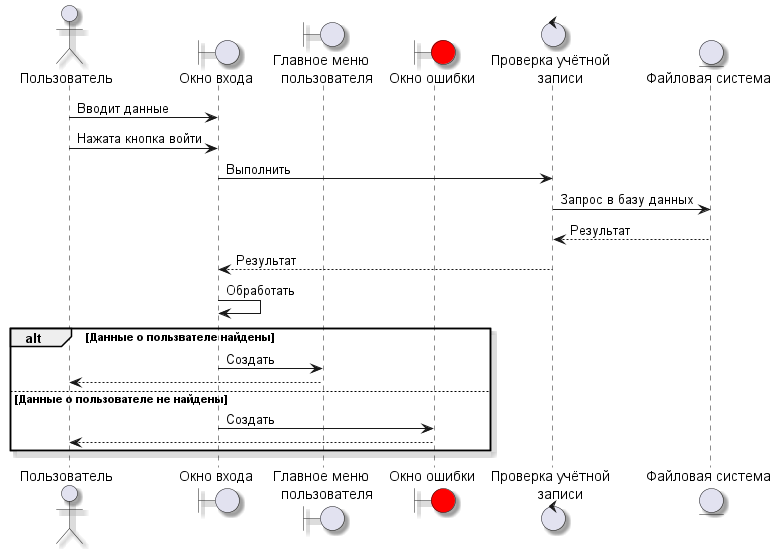 Пользователь
Окно входа
Главное меню
пользователя
Окно ошибки
Проверка учётной
записи
Файловая система
Вводит данные
Нажата кнопка войти
Выполнить
Запрос в базу данных
Результат
Результат
Обработать
alt [Данные о пользвателе найдены]
Создать
[Данные о пользователе не найдены]
Создать
Пользователь
Окно входа
Главное меню
пользователя
Окно ошибки
Проверка учётной
записи
Файловая система